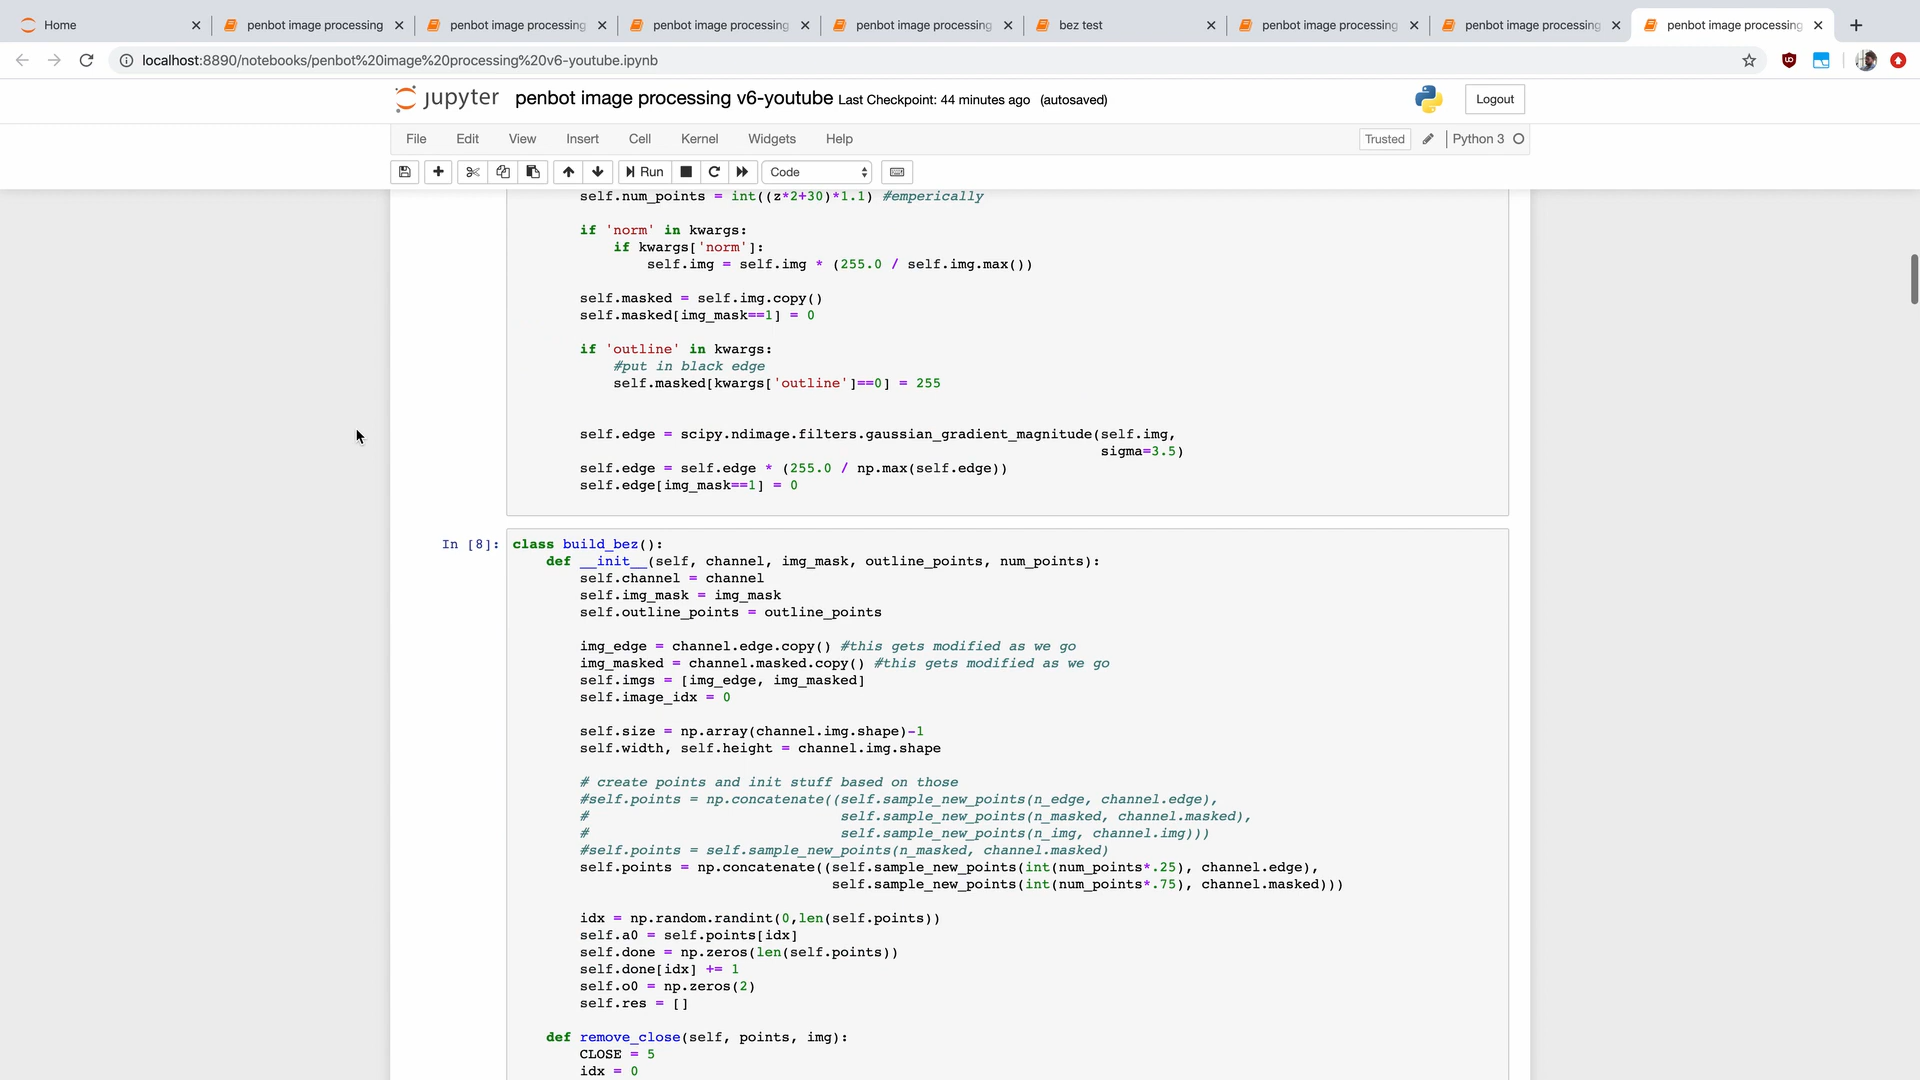 Home
penbot image processing
penbot image processing
penbot image processing
penbot image processing
bez test
penbot image processing
penbot image processing
penbot image processing
localhost:8890/notebooks/penbot%20image%20processing%20v6-youtube.ipynb
jupyter penbot image processing v6-youtube Last Checkpoint: 44 minutes ago (autosaved)
Logout
File Edit View Insert Cell Kernel Widgets Help
Trusted
Python 3
Run
Code
self.num_points = int((z*2+30)*1.1) #emperically
if 'norm' in kwargs:
if kwargs['norm']:
self.img = self.img * (255.0 / self.img.max())
self.masked = self.img.copy()
self.masked[img_mask==1] = 0
if 'outline' in kwargs:
#put in black edge
self.masked[kwargs['outline']==0] = 255
self.edge = scipy.ndimage.filters.gaussian_gradient_magnitude(self.img,
sigma=3.5)
self.edge = self.edge * (255.0 / np.max(self.edge))
self.edge[img_mask==1] = 0
In [8]: class build_bez():
def __init__(self, channel, img_mask, outline_points, num_points):
self.channel = channel
self.img_mask = img_mask
self.outline_points = outline_points
img_edge = channel.edge.copy() #this gets modified as we go
img_masked = channel.masked.copy() #this gets modified as we go
self.imgs = [img_edge, img_masked]
self.image_idx = 0
self.size = np.array(channel.img.shape)-1
self.width, self.height = channel.img.shape
# create points and init stuff based on those
#self.points = np.concatenate((self.sample_new_points(n_edge, channel.edge),
# self.sample_new_points(n_masked, channel.masked),
# self.sample_new_points(n_img, channel.img)))
#self.points = self.sample_new_points(n_masked, channel.masked)
self.points = np.concatenate((self.sample_new_points(int(num_points*.25), channel.edge),
self.sample_new_points(int(num_points*.75), channel.masked)))
idx = np.random.randint(0,len(self.points))
self.a0 = self.points[idx]
self.done = np.zeros(len(self.points))
self.done[idx] += 1
self.o0 = np.zeros(2)
self.res = []
def remove_close(self, points, img):
CLOSE = 5
idx = 0